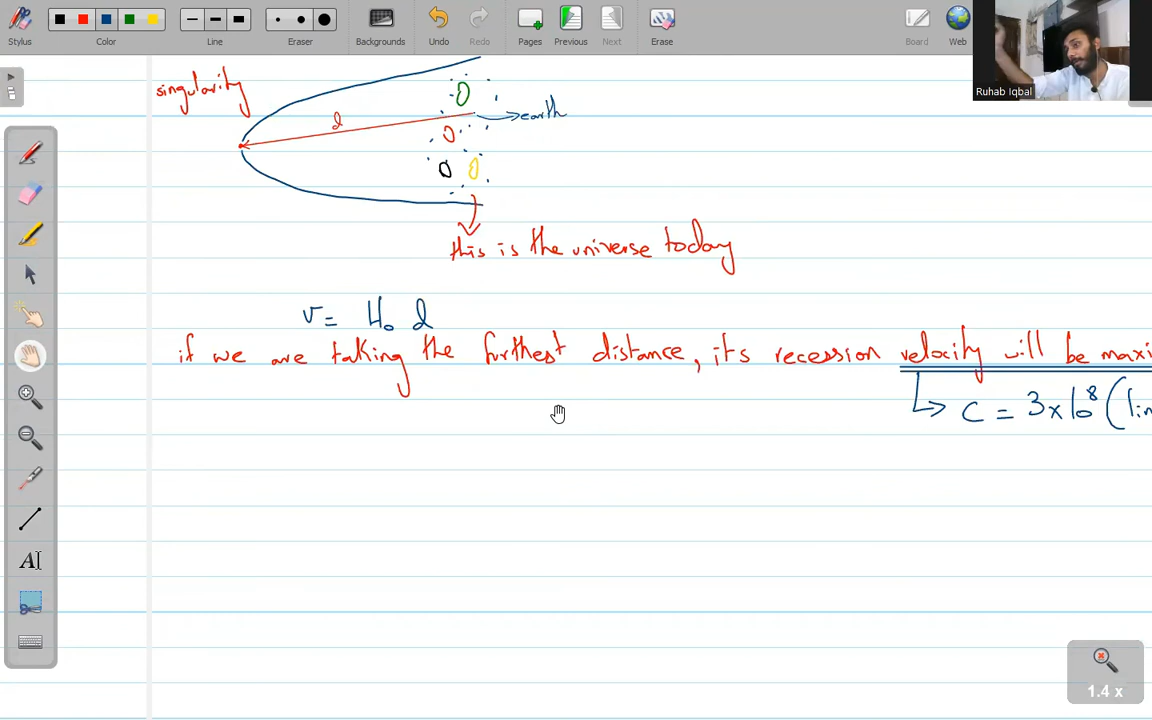 Stylus
Color
Line
Eraser
Backgrounds
Undo
Redo
Pages
Previous
Next
Erase
Board
Web
Ruhab Iqbal
singularity
d
earth
this is the universe today
v = H₀ d
if we are taking the furthest distance, its recession velocity will be maxi
C = 3x10⁸ (lin
A
1.4 x